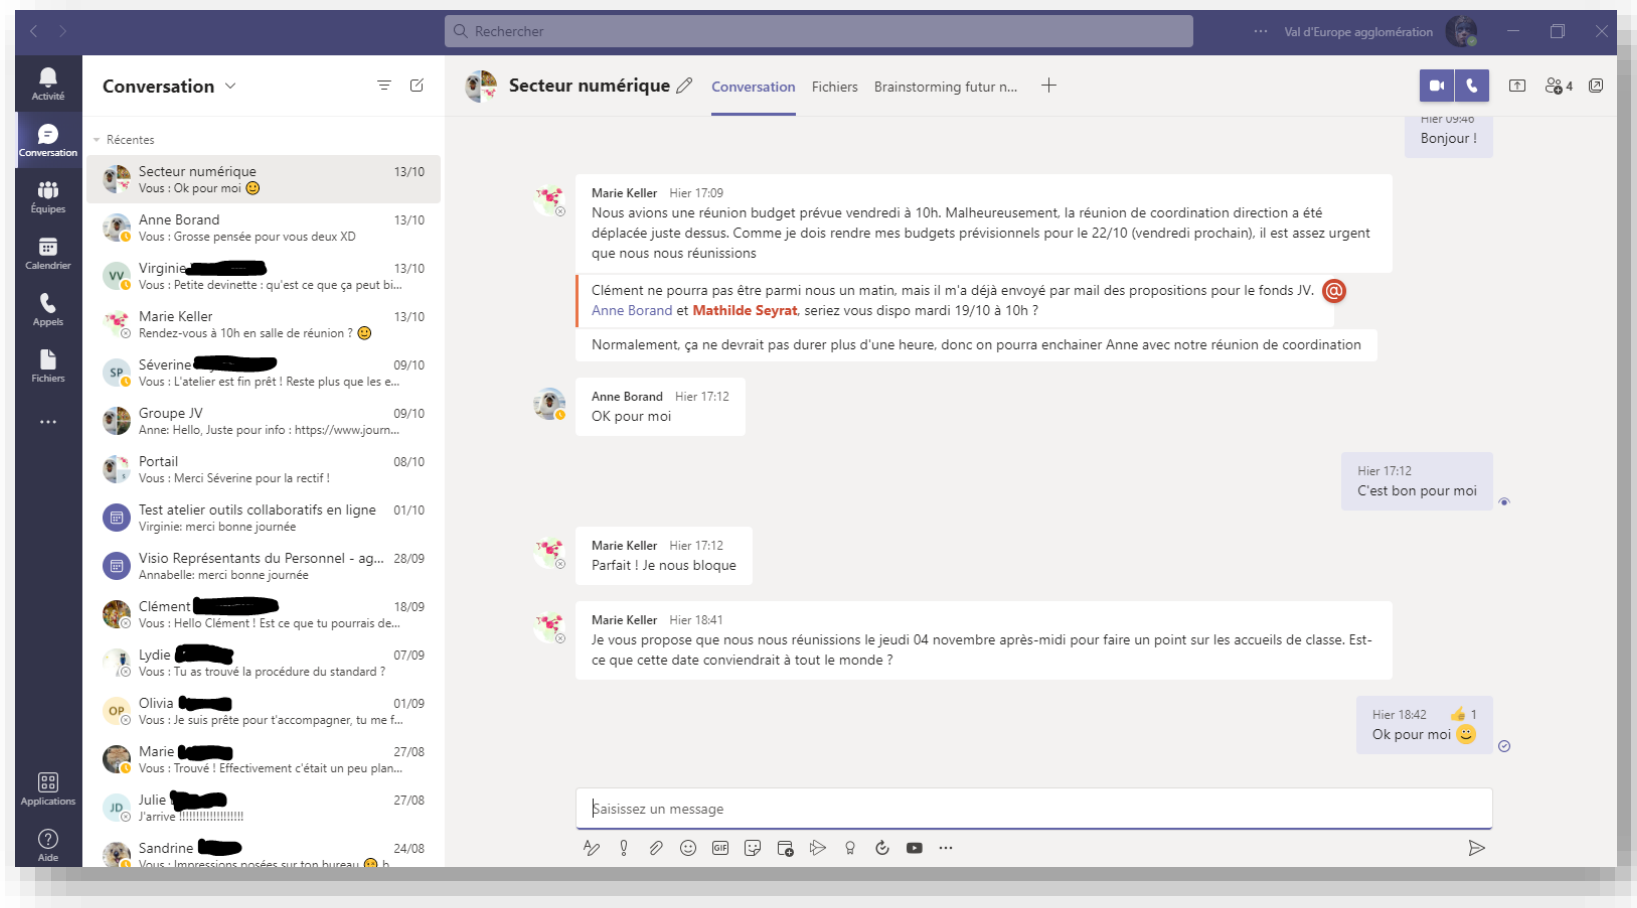 Rechercher
Val d'Europe agglomération
Activité
Conversation
Équipes
Calendrier
Appels
Fichiers
Applications
Aide
Conversation
Récentes
Secteur numérique 13/10
Vous : Ok pour moi 🙂
Anne Borand 13/10
Vous : Grosse pensée pour vous deux XD
VV
Virginie 13/10
Vous : Petite devinette : qu'est ce que ça peut bi...
Marie Keller 13/10
Rendez-vous à 10h en salle de réunion ? 🙂
SP
Séverine 09/10
Vous : L'atelier est fin prêt ! Reste plus que les e...
Groupe JV 09/10
Anne: Hello, Juste pour info : https://www.journ...
Portail 08/10
Vous : Merci Séverine pour la rectif !
Test atelier outils collaboratifs en ligne 01/10
Virginie: merci bonne journée
Visio Représentants du Personnel - ag... 28/09
Annabelle: merci bonne journée
Clément 18/09
Vous : Hello Clément ! Est ce que tu pourrais de...
Lydie 07/09
Vous : Tu as trouvé la procédure du standard ?
OP
Olivia 01/09
Vous : Je suis prête pour t'accompagner, tu me f...
Marie 27/08
Vous : Trouvé ! Effectivement c'était un peu plan...
JD
Julie 27/08
J'arrive !!!!!!!!!!!!!!!!!!!
Sandrine 24/08
Vous : Impressions posées sur ton bureau 🙂 b
Secteur numérique
Conversation Fichiers Brainstorming futur n...
4
Hier 09:46
Bonjour !
Marie Keller Hier 17:09
Nous avions une réunion budget prévue vendredi à 10h. Malheureusement, la réunion de coordination direction a été
déplacée juste dessus. Comme je dois rendre mes budgets prévisionnels pour le 22/10 (vendredi prochain), il est assez urgent
que nous nous réunissions
Clément ne pourra pas être parmi nous un matin, mais il m'a déjà envoyé par mail des propositions pour le fonds JV. @
Anne Borand et Mathilde Seyrat, seriez vous dispo mardi 19/10 à 10h ?
Normalement, ça ne devrait pas durer plus d'une heure, donc on pourra enchainer Anne avec notre réunion de coordination
Anne Borand Hier 17:12
OK pour moi
Hier 17:12
C'est bon pour moi
Marie Keller Hier 17:12
Parfait ! Je nous bloque
Marie Keller Hier 18:41
Je vous propose que nous nous réunissions le jeudi 04 novembre après-midi pour faire un point sur les accueils de classe. Est-
ce que cette date conviendrait à tout le monde ?
Hier 18:42 👍 1
Ok pour moi 🙂
Saisissez un message
GIF